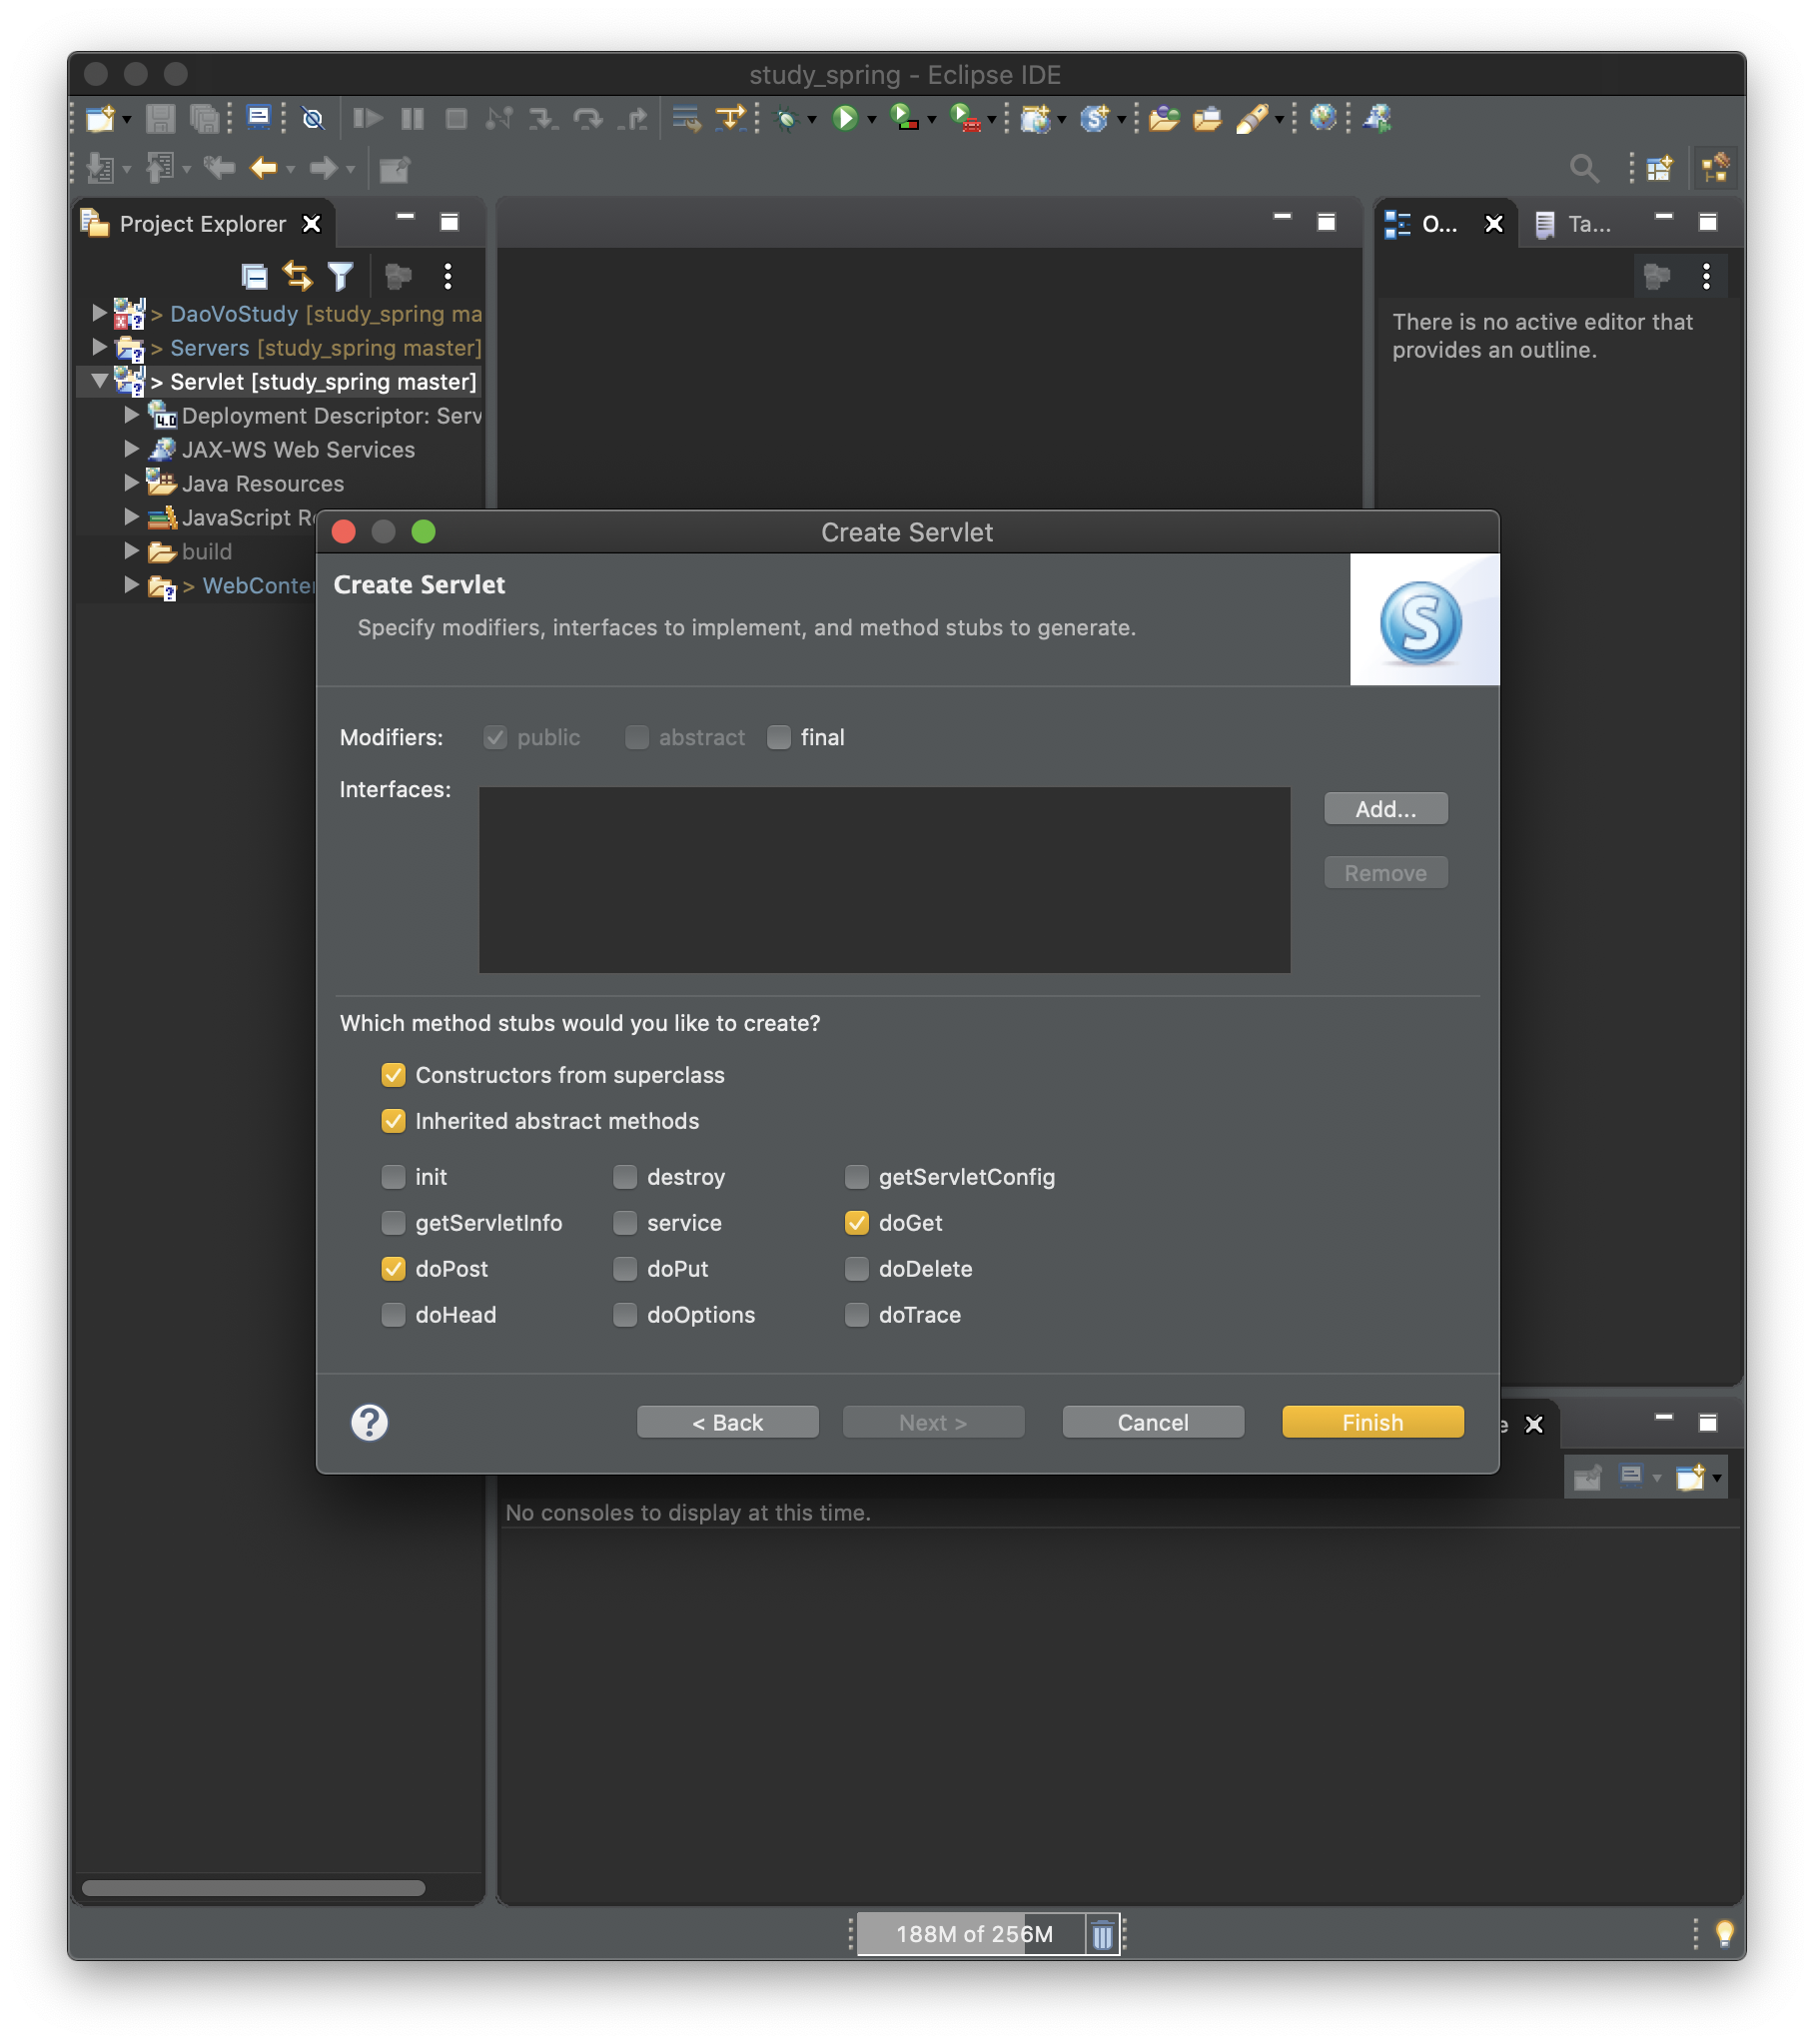 study_spring - Eclipse IDE
Project Explorer
O...
Ta...
> DaoVoStudy [study_spring ma
> Servers [study_spring master]
> Servlet [study_spring master]
4.0
Deployment Descriptor: Serv
JAX-WS Web Services
Java Resources
JavaScript Re
build
> WebConte
There is no active editor that
provides an outline.
Create Servlet
Create Servlet
Specify modifiers, interfaces to implement, and method stubs to generate.
S
Modifiers: public abstract final
Interfaces:
Add...
Remove
Which method stubs would you like to create?
Constructors from superclass
Inherited abstract methods
init destroy getServletConfig
getServletInfo service doGet
doPost doPut doDelete
doHead doOptions doTrace
? < Back Next > Cancel Finish
e
No consoles to display at this time.
188M of 256M